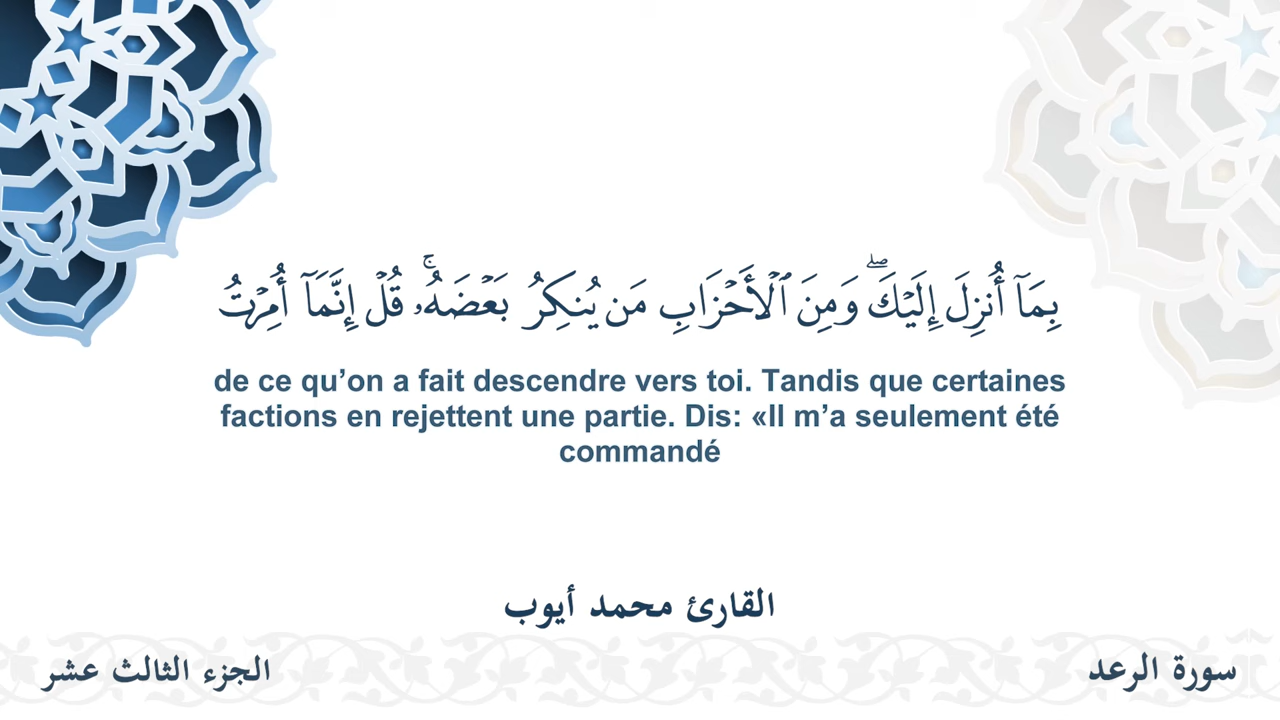 بِمَآ أُنزِلَ إِلَيۡكَۖ وَمِنَ ٱلۡأَحۡزَابِ مَن يُنكِرُ بَعۡضَهُۥۚ قُلۡ إِنَّمَآ أُمِرۡتُ
de ce qu’on a fait descendre vers toi. Tandis que certaines
factions en rejettent une partie. Dis: «Il m’a seulement été
commandé
القارئ محمد أيوب
سورة الرعد
الجزء الثالث عشر